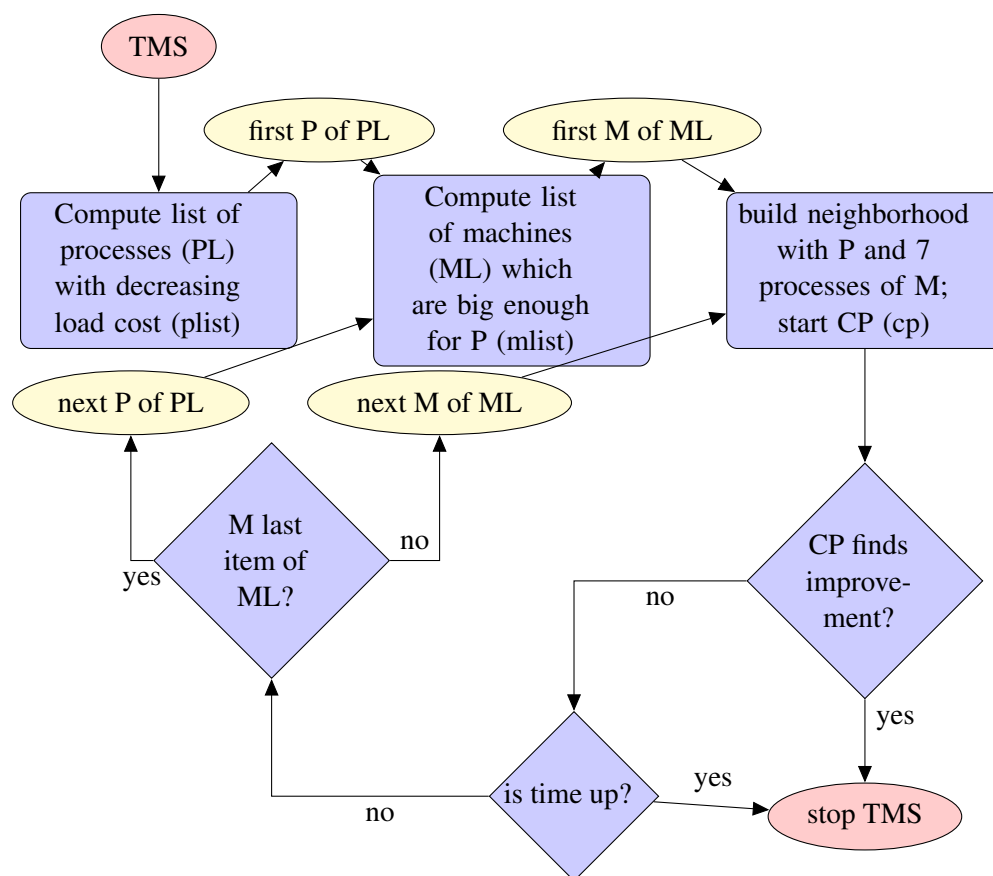 TMS
first P of PL
first M of ML
Compute list of
processes (PL)
with decreasing
load cost (plist)
Compute list
of machines
(ML) which
are big enough
for P (mlist)
build neighborhood
with P and 7
processes of M;
start CP (cp)
next P of PL
next M of ML
M last
item of
ML?
yes
no
CP finds
improve-
ment?
no
yes
is time up?
no
yes
stop TMS